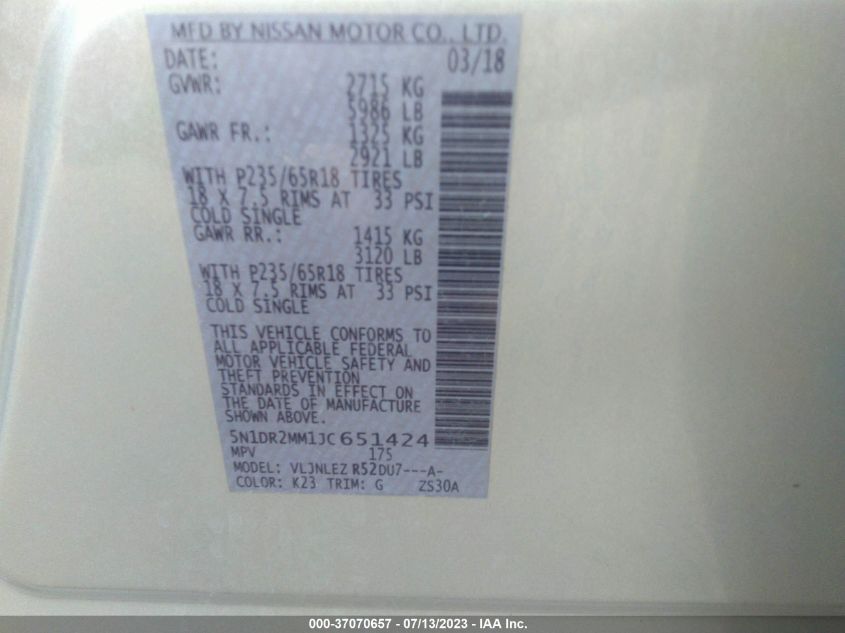 MFD BY NISSAN MOTOR CO., LTD.
DATE: 03/18
GVWR: 2715 KG
5986 LB
GAWR FR.: 1325 KG
2921 LB
WITH P235/65R18 TIRES
18 X 7.5 RIMS AT 33 PSI
COLD SINGLE
GAWR RR.: 1415 KG
3120 LB
WITH P235/65R18 TIRES
18 X 7.5 RIMS AT 33 PSI
COLD SINGLE
THIS VEHICLE CONFORMS TO
ALL APPLICABLE FEDERAL
MOTOR VEHICLE SAFETY AND
THEFT PREVENTION
STANDARDS IN EFFECT ON
THE DATE OF MANUFACTURE
SHOWN ABOVE.
5N1DR2MM1JC651424
MPV 175
MODEL: VLJNLEZ R52DU7---A-
COLOR: K23 TRIM: G ZS30A
000-37070657 - 07/13/2023 - IAA Inc.